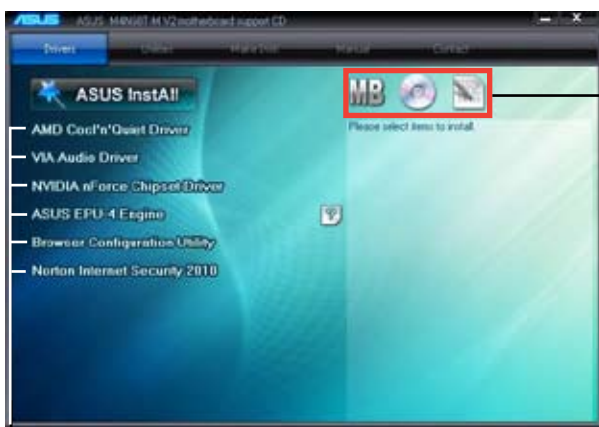 ASUS ASUS M4N68T-M V2 motherboard support CD
Drivers Utilities Make Disk Manual Contact
ASUS InstAll
MB
Please select items to install.
AMD Cool'n'Quiet Driver
VIA Audio Driver
NVIDIA nForce Chipset Driver
ASUS EPU-4 Engine
?
Browser Configuration Utility
Norton Internet Security 2010